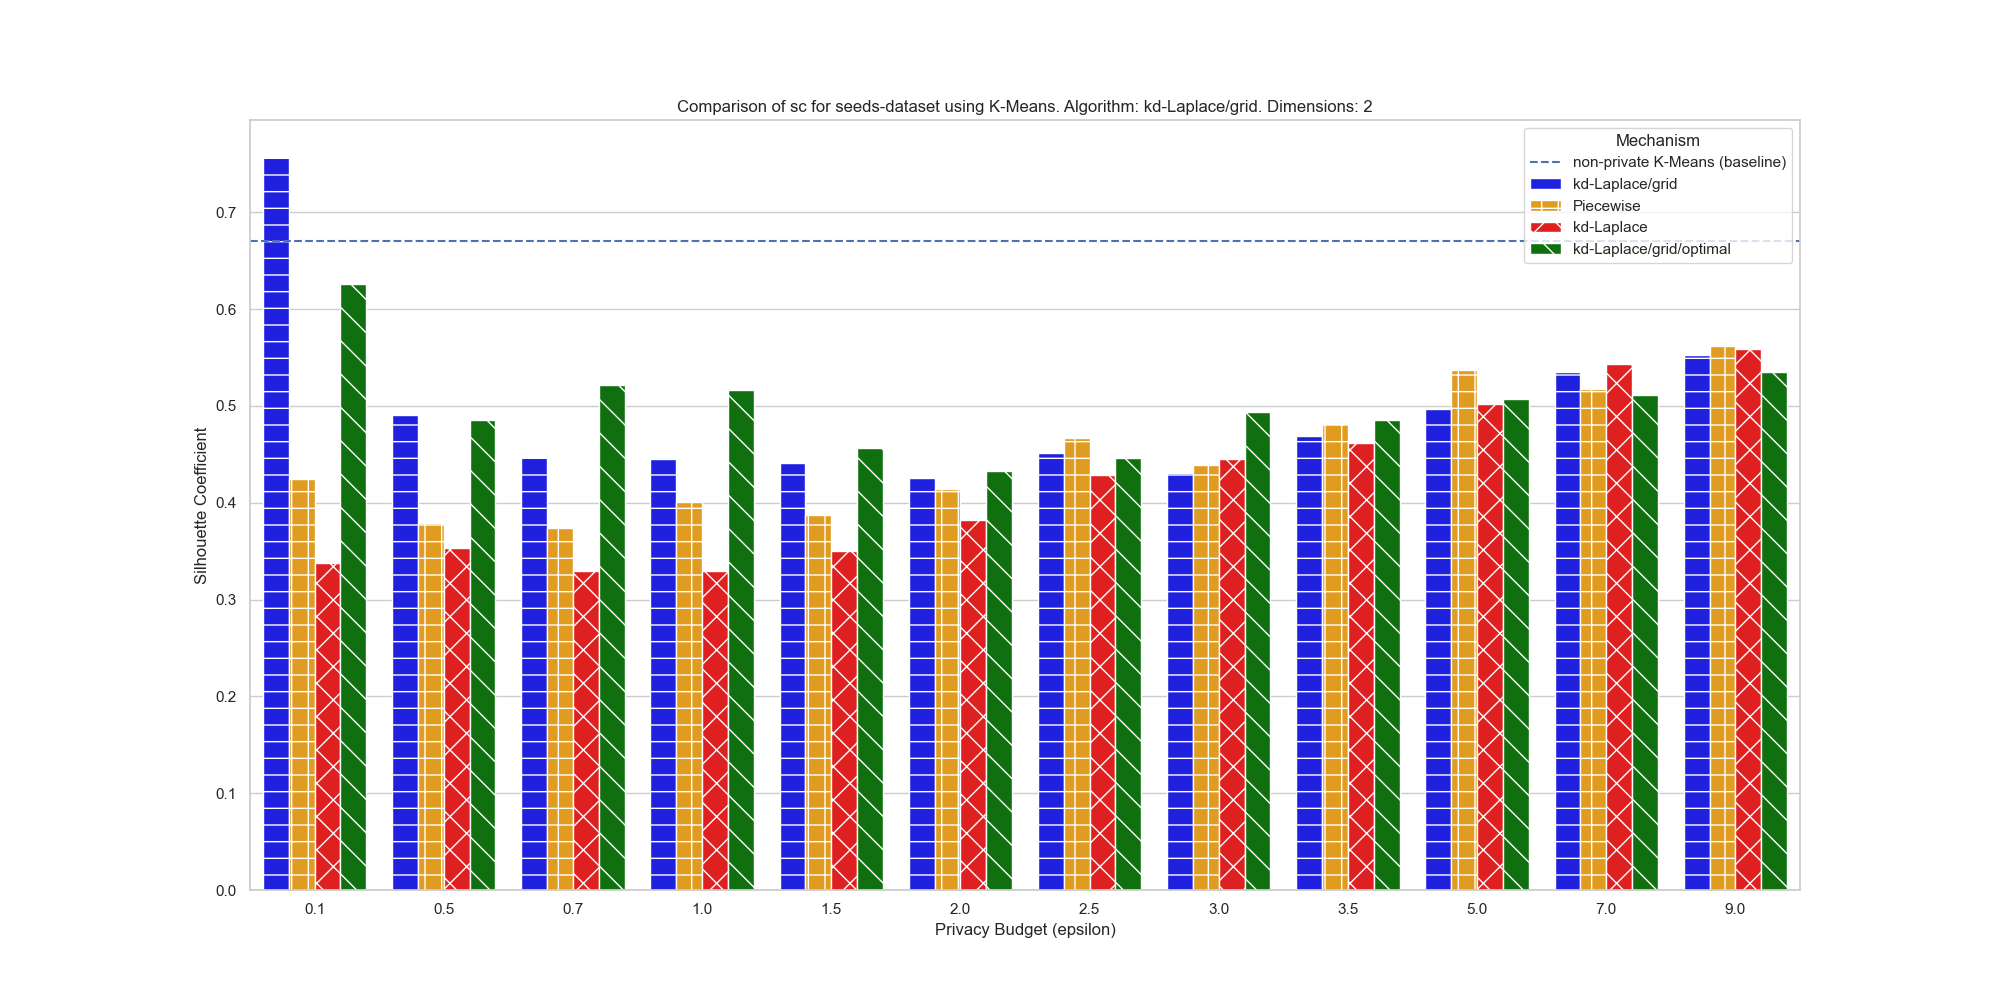 Comparison of sc for seeds-dataset using K-Means. Algorithm: kd-Laplace/grid. Dimensions: 2
Mechanism
non-private K-Means (baseline)
kd-Laplace/grid
Piecewise
kd-Laplace
kd-Laplace/grid/optimal
Silhouette Coefficient
0.7
0.6
0.5
0.4
0.3
0.2
0.1
0.0
0.1 0.5 0.7 1.0 1.5 2.0 2.5 3.0 3.5 5.0 7.0 9.0
Privacy Budget (epsilon)